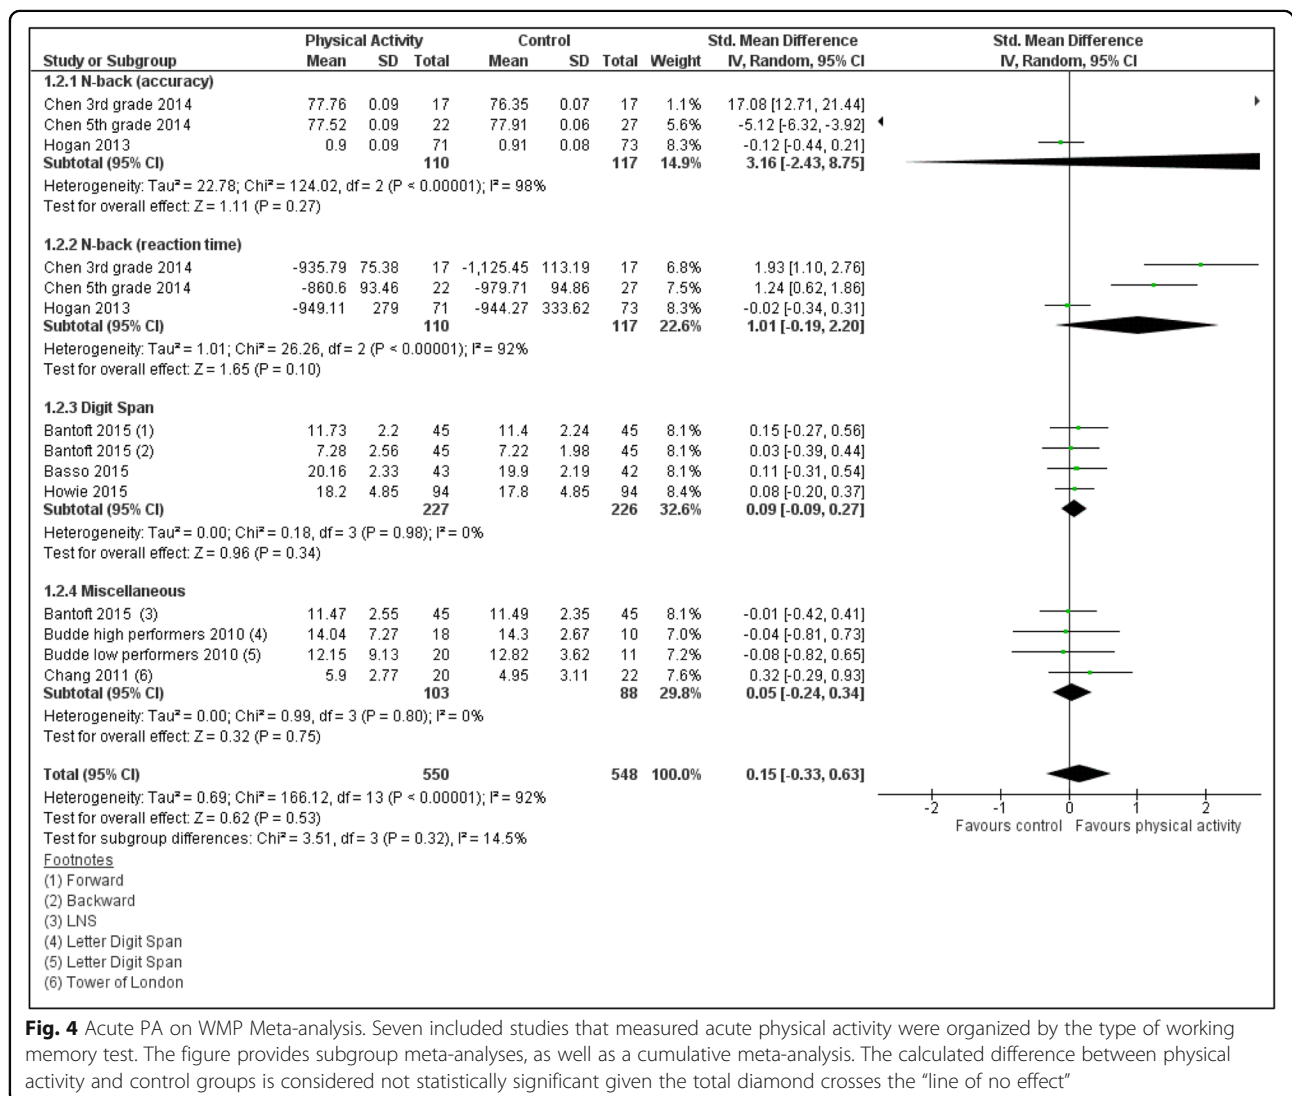 Physical Activity Control Std. Mean Difference Std. Mean Difference
Study or Subgroup Mean SD Total Mean SD Total Weight IV, Random, 95% CI IV, Random, 95% CI
1.2.1 N-back (accuracy)
Chen 3rd grade 2014 77.76 0.09 17 76.35 0.07 17 1.1% 17.08 [12.71, 21.44]
Chen 5th grade 2014 77.52 0.09 22 77.91 0.06 27 5.6% -5.12 [-6.32, -3.92]
Hogan 2013 0.9 0.09 71 0.91 0.08 73 8.3% -0.12 [-0.44, 0.21]
Subtotal (95% CI) 110 117 14.9% 3.16 [-2.43, 8.75]
Heterogeneity: Tau² = 22.78; Chi² = 124.02, df = 2 (P < 0.00001); I² = 98%
Test for overall effect: Z = 1.11 (P = 0.27)
1.2.2 N-back (reaction time)
Chen 3rd grade 2014 -935.79 75.38 17 -1,125.45 113.19 17 6.8% 1.93 [1.10, 2.76]
Chen 5th grade 2014 -860.6 93.46 22 -979.71 94.86 27 7.5% 1.24 [0.62, 1.86]
Hogan 2013 -949.11 279 71 -944.27 333.62 73 8.3% -0.02 [-0.34, 0.31]
Subtotal (95% CI) 110 117 22.6% 1.01 [-0.19, 2.20]
Heterogeneity: Tau² = 1.01; Chi² = 26.26, df = 2 (P < 0.00001); I² = 92%
Test for overall effect: Z = 1.65 (P = 0.10)
1.2.3 Digit Span
Bantoft 2015 (1) 11.73 2.2 45 11.4 2.24 45 8.1% 0.15 [-0.27, 0.56]
Bantoft 2015 (2) 7.28 2.56 45 7.22 1.98 45 8.1% 0.03 [-0.39, 0.44]
Basso 2015 20.16 2.33 43 19.9 2.19 42 8.1% 0.11 [-0.31, 0.54]
Howie 2015 18.2 4.85 94 17.8 4.85 94 8.4% 0.08 [-0.20, 0.37]
Subtotal (95% CI) 227 226 32.6% 0.09 [-0.09, 0.27]
Heterogeneity: Tau² = 0.00; Chi² = 0.18, df = 3 (P = 0.98); I² = 0%
Test for overall effect: Z = 0.96 (P = 0.34)
1.2.4 Miscellaneous
Bantoft 2015 (3) 11.47 2.55 45 11.49 2.35 45 8.1% -0.01 [-0.42, 0.41]
Budde high performers 2010 (4) 14.04 7.27 18 14.3 2.67 10 7.0% -0.04 [-0.81, 0.73]
Budde low performers 2010 (5) 12.15 9.13 20 12.82 3.62 11 7.2% -0.08 [-0.82, 0.65]
Chang 2011 (6) 5.9 2.77 20 4.95 3.11 22 7.6% 0.32 [-0.29, 0.93]
Subtotal (95% CI) 103 88 29.8% 0.05 [-0.24, 0.34]
Heterogeneity: Tau² = 0.00; Chi² = 0.99, df = 3 (P = 0.80); I² = 0%
Test for overall effect: Z = 0.32 (P = 0.75)
Total (95% CI) 550 548 100.0% 0.15 [-0.33, 0.63]
Heterogeneity: Tau² = 0.69; Chi² = 166.12, df = 13 (P < 0.00001); I² = 92%
Test for overall effect: Z = 0.62 (P = 0.53)
Test for subgroup differences: Chi² = 3.51, df = 3 (P = 0.32), I² = 14.5%
-2 -1 0 1 2
Favours control Favours physical activity
Footnotes
(1) Forward
(2) Backward
(3) LNS
(4) Letter Digit Span
(5) Letter Digit Span
(6) Tower of London
Fig. 4 Acute PA on WMP Meta-analysis. Seven included studies that measured acute physical activity were organized by the type of working
memory test. The figure provides subgroup meta-analyses, as well as a cumulative meta-analysis. The calculated difference between physical
activity and control groups is considered not statistically significant given the total diamond crosses the “line of no effect”